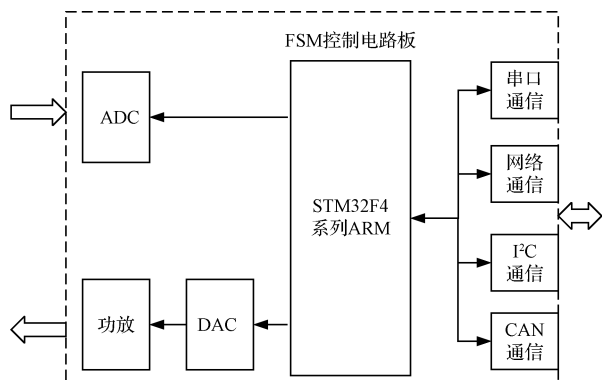 FSM控制电路板
ADC
STM32F4
系列ARM
功放
DAC
串口
通信
网络
通信
I²C
通信
CAN
通信